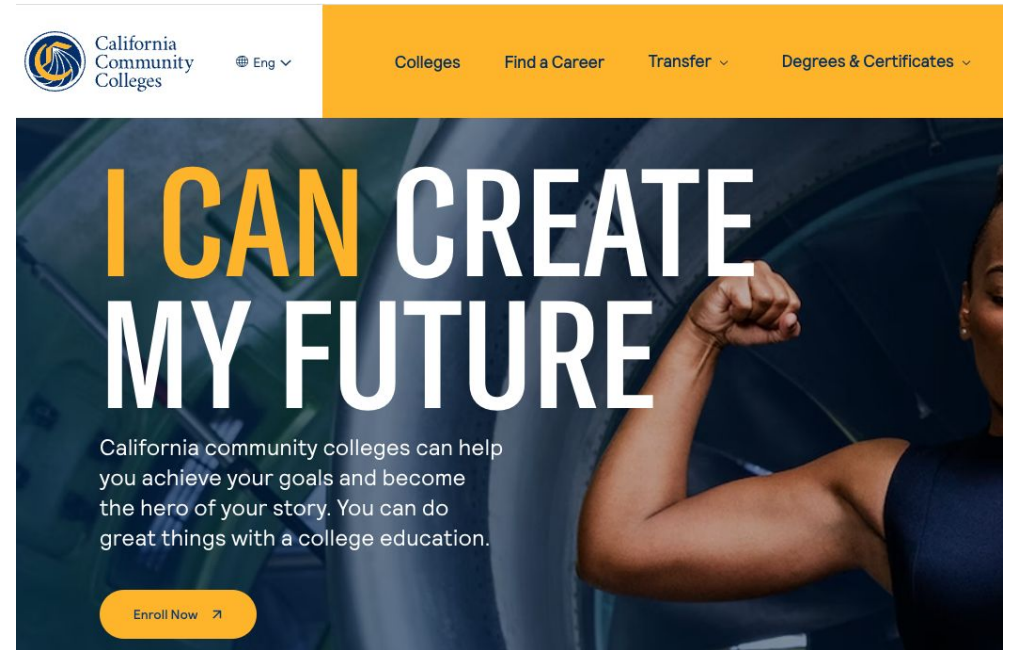 California
Community
Colleges
Eng
Colleges
Find a Career
Transfer
Degrees & Certificates
I CAN CREATE
MY FUTURE
California community colleges can help
you achieve your goals and become
the hero of your story. You can do
great things with a college education.
Enroll Now